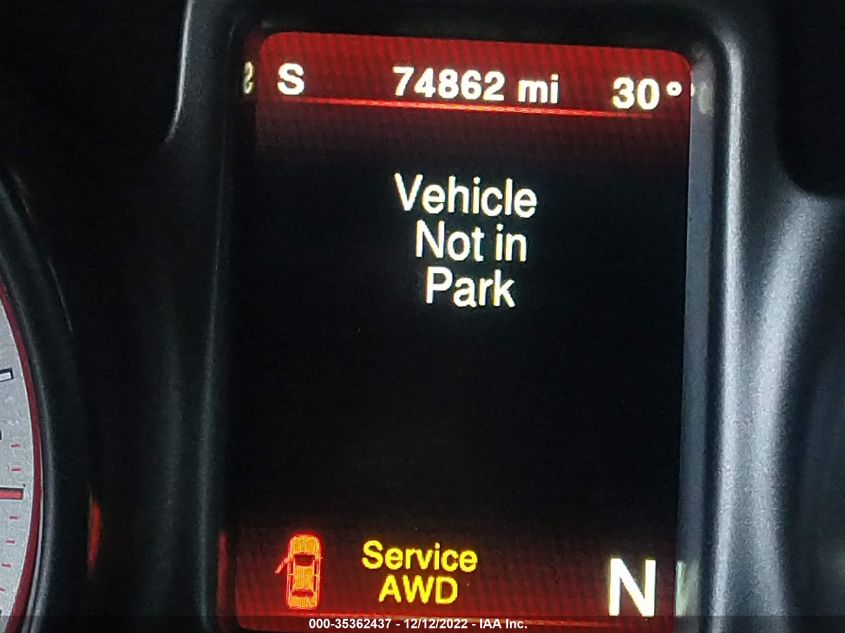 S 74862 mi 30°
Vehicle
Not in
Park
Service
AWD
N
000-35362437 - 12/12/2022 - IAA Inc.